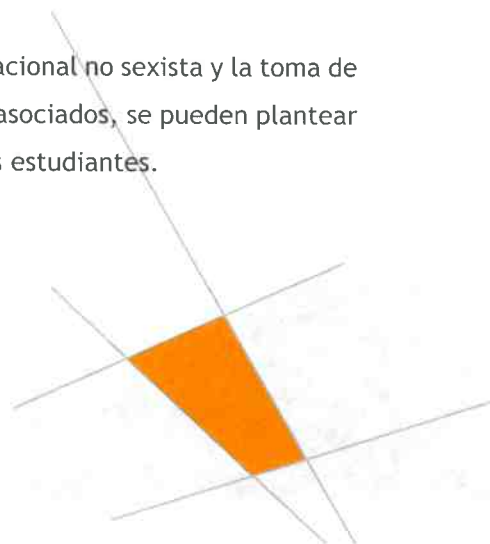 acional no sexista y la toma de
asociados, se pueden plantear
s estudiantes.